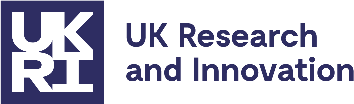 UK
RI
UK Research
and Innovation